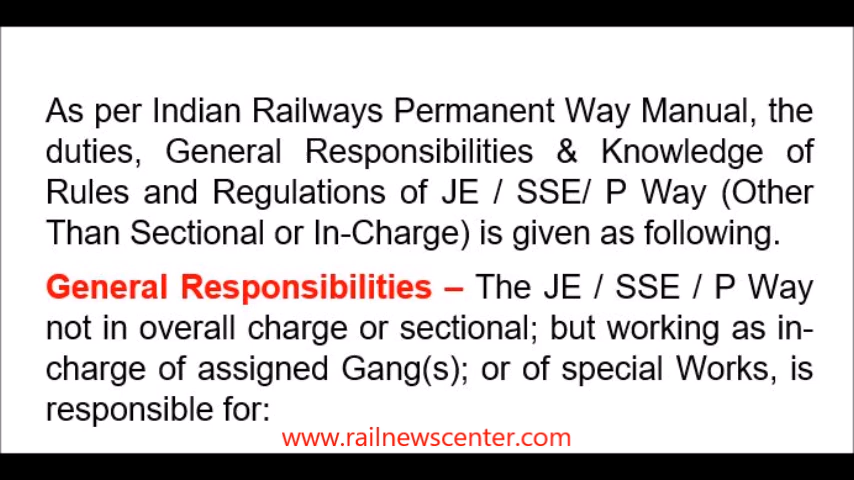 As per Indian Railways Permanent Way Manual, the
duties, General Responsibilities & Knowledge of
Rules and Regulations of JE / SSE/ P Way (Other
Than Sectional or In-Charge) is given as following.
General Responsibilities – The JE / SSE / P Way
not in overall charge or sectional; but working as in-
charge of assigned Gang(s); or of special Works, is
responsible for:
www.railnewscenter.com